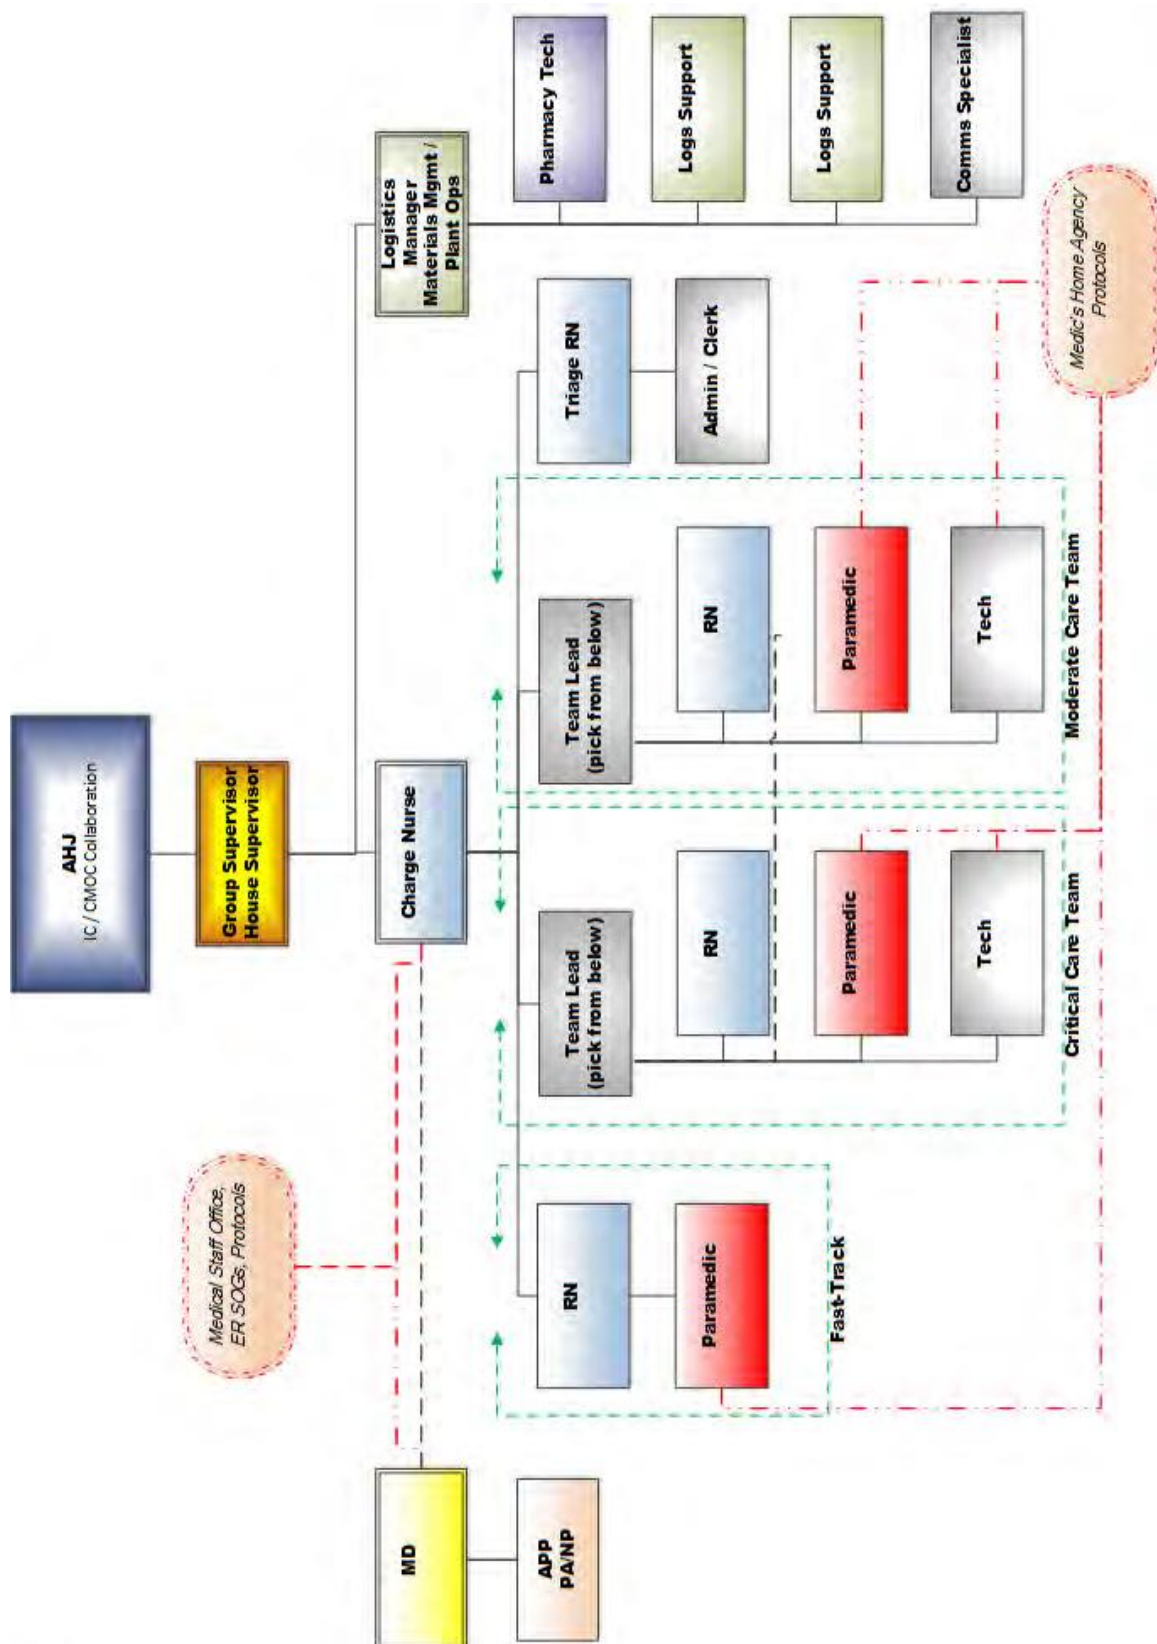 AHJ
IC / CMOC Collaboration
Group Supervisor
House Supervisor
Medical Staff Office,
ER SOGs, Protocols
MD
Charge Nurse
Logistics
Manager
Materials Mgmt /
Plant Ops
APP
PA/NP
RN
Paramedic
Fast-Track
Team Lead
(pick from below)
RN
Paramedic
Tech
Critical Care Team
Team Lead
(pick from below)
RN
Paramedic
Tech
Moderate Care Team
Triage RN
Admin / Clerk
Pharmacy Tech
Logs Support
Logs Support
Comms Specialist
Medic's Home Agency
Protocols